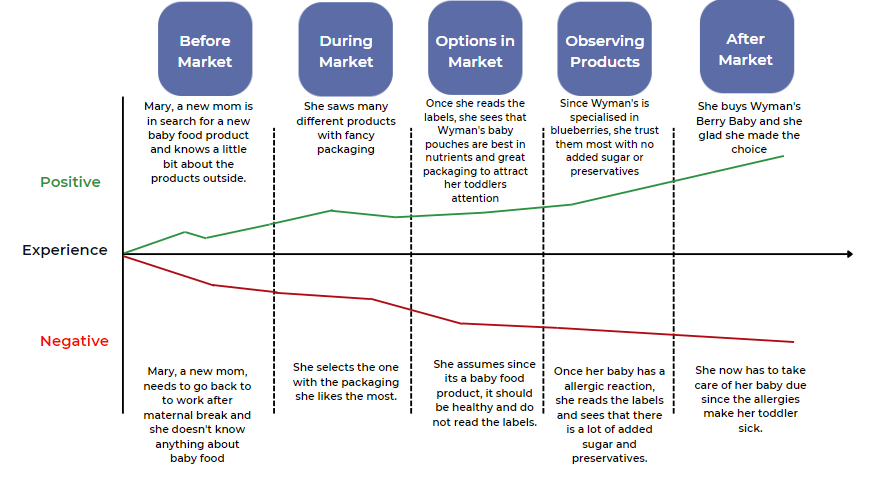 Before
Market
During
Market
Options in
Market
Observing
Products
After
Market
Mary, a new mom is
in search for a new
baby food product
and knows a little
bit about the
products outside.
She saws many
different products
with fancy
packaging
Once she reads the
labels, she sees that
Wyman's baby
pouches are best in
nutrients and great
packaging to attract
her toddlers
attention
Since Wyman's is
specialised in
blueberries, she trust
them most with no
added sugar or
preservatives
She buys Wyman's
Berry Baby and she
glad she made the
choice
Positive
Experience
Negative
Mary, a new mom,
needs to go back to
to work after
maternal break and
she doesn't know
anything about
baby food
She selects the one
with the packaging
she likes the most.
She assumes since
its a baby food
product, it should
be healthy and do
not read the labels.
Once her baby has a
allergic reaction,
she reads the labels
and sees that there
is a lot of added
sugar and
preservatives.
She now has to take
care of her baby due
since the allergies
make her toddler
sick.